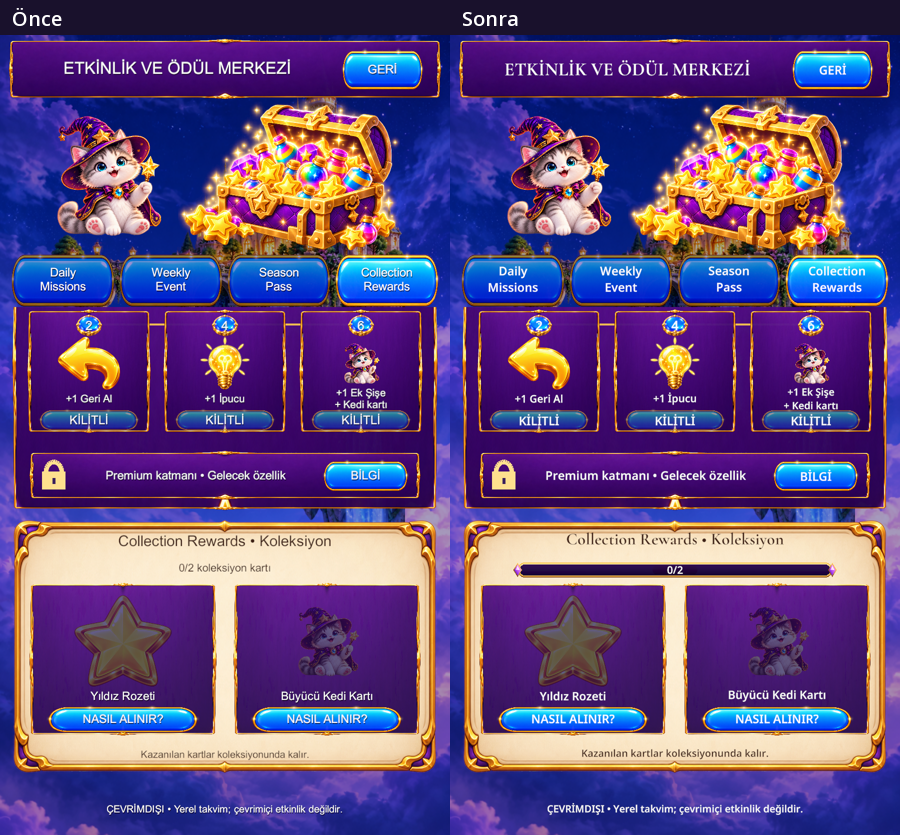 Önce
ETKİNLİK VE ÖDÜL MERKEZİ
GERİ
Daily
Missions
Weekly
Event
Season
Pass
Collection
Rewards
2
4
6
+1 Geri Al
+1 İpucu
+1 Ek Şişe
+ Kedi kartı
KİLİTLİ
KİLİTLİ
KİLİTLİ
Premium katmanı • Gelecek özellik
BİLGİ
Collection Rewards • Koleksiyon
0/2 koleksiyon kartı
Yıldız Rozeti
Büyücü Kedi Kartı
NASIL ALINIR?
NASIL ALINIR?
Kazanılan kartlar koleksiyonunda kalır.
ÇEVRİMDIŞI • Yerel takvim; çevrimiçi etkinlik değildir.
Sonra
ETKİNLİK VE ÖDÜL MERKEZİ
GERİ
Daily
Missions
Weekly
Event
Season
Pass
Collection
Rewards
2
4
6
+1 Geri Al
+1 İpucu
+1 Ek Şişe
+ Kedi kartı
KİLİTLİ
KİLİTLİ
KİLİTLİ
Premium katmanı • Gelecek özellik
BİLGİ
Collection Rewards • Koleksiyon
0/2
Yıldız Rozeti
Büyücü Kedi Kartı
NASIL ALINIR?
NASIL ALINIR?
Kazanılan kartlar koleksiyonunda kalır.
ÇEVRİMDIŞI • Yerel takvim; çevrimiçi etkinlik değildir.